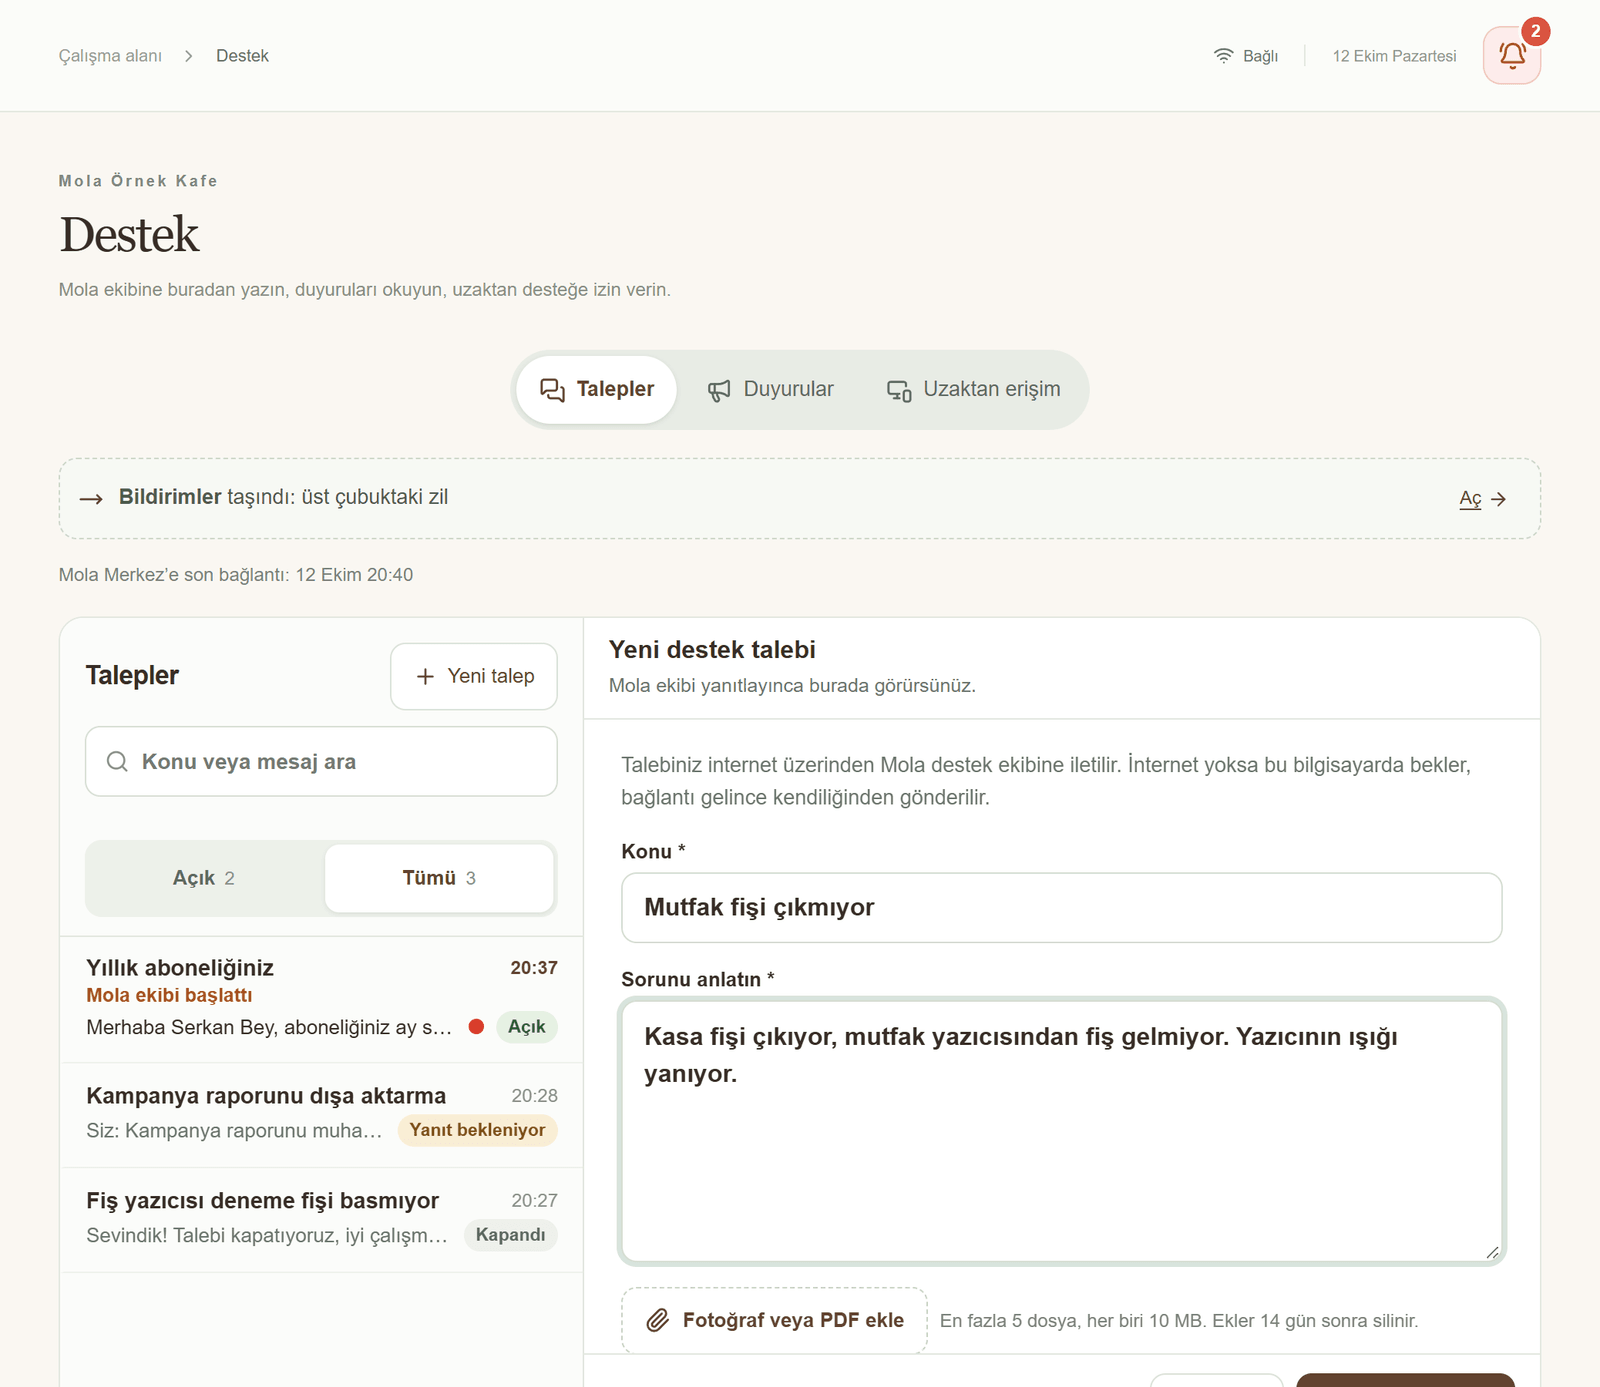 Çalışma alanı
Destek
Bağlı
12 Ekim Pazartesi
2
Mola Örnek Kafe
Destek
Mola ekibine buradan yazın, duyuruları okuyun, uzaktan desteğe izin verin.
Talepler
Duyurular
Uzaktan erişim
Bildirimler taşındı: üst çubuktaki zil
Aç
Mola Merkez'e son bağlantı: 12 Ekim 20:40
Talepler
Yeni talep
Konu veya mesaj ara
Açık 2
Tümü 3
Yıllık aboneliğiniz 20:37
Mola ekibi başlattı
Merhaba Serkan Bey, aboneliğiniz ay s… Açık
Kampanya raporunu dışa aktarma 20:28
Siz: Kampanya raporunu muha… Yanıt bekleniyor
Fiş yazıcısı deneme fişi basmıyor 20:27
Sevindik! Talebi kapatıyoruz, iyi çalışm… Kapandı
Yeni destek talebi
Mola ekibi yanıtlayınca burada görürsünüz.
Talebiniz internet üzerinden Mola destek ekibine iletilir. İnternet yoksa bu bilgisayarda bekler,
bağlantı gelince kendiliğinden gönderilir.
Konu *
Mutfak fişi çıkmıyor
Sorunu anlatın *
Kasa fişi çıkıyor, mutfak yazıcısından fiş gelmiyor. Yazıcının ışığı
yanıyor.
Fotoğraf veya PDF ekle
En fazla 5 dosya, her biri 10 MB. Ekler 14 gün sonra silinir.